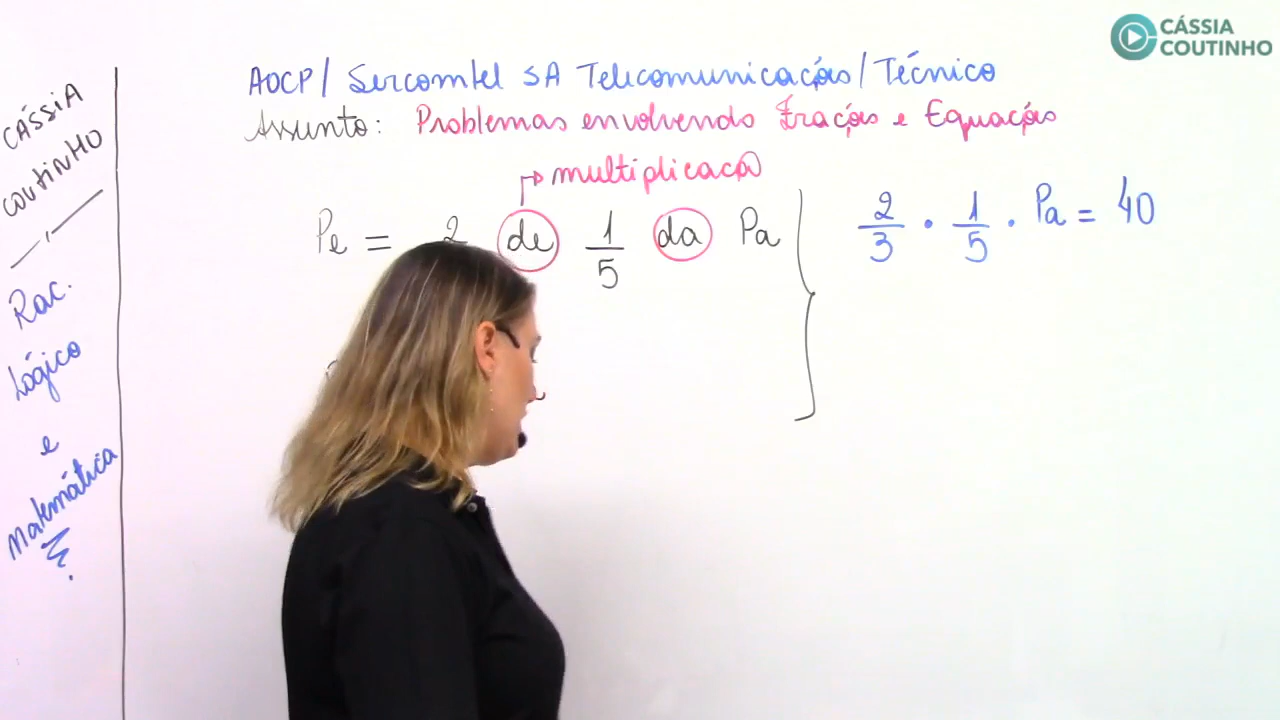 CÁSSIA
COUTINHO
AOCP/ Sercomtel SA Telecomunicações/Técnico
Assunto: Problemas envolvendo Frações e Equações
multiplicaçã
Pe = 2 de 1/5 da Pa
2/3 · 1/5 · Pa = 40
CÁSSIA
COUTINHO
Rac.
Lógico
e
Matemática